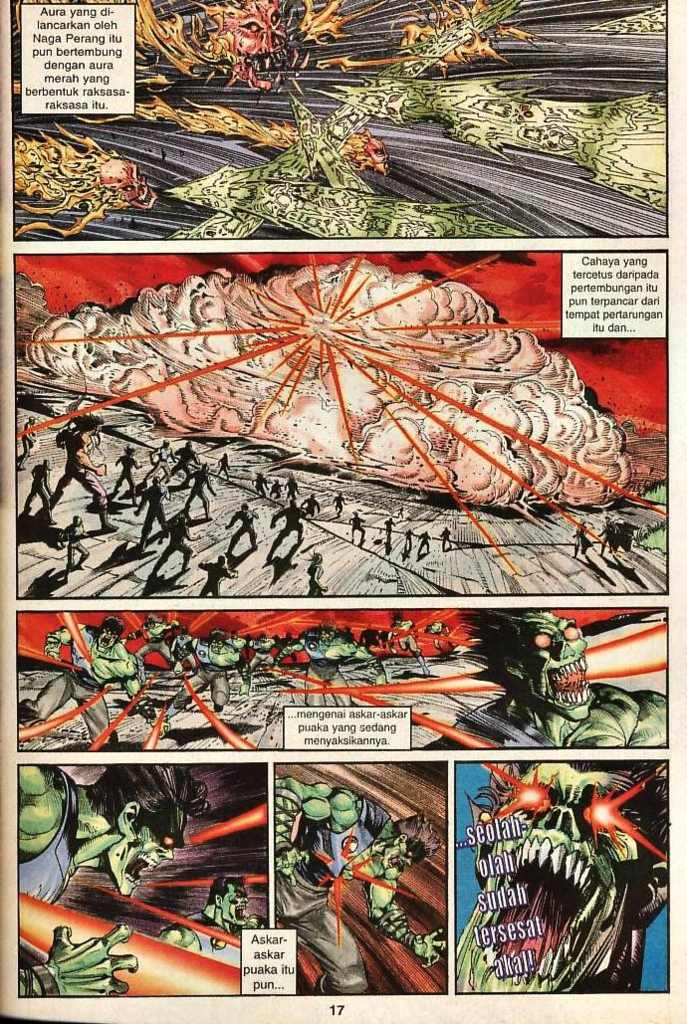 Aura yang di-
lancarkan oleh
Naga Perang itu
pun bertembung
dengan aura
merah yang
berbentuk raksasa-
raksasa itu.
Cahaya yang
tercetus daripada
pertembungan itu
pun terpancar dari
tempat pertarungan
itu dan...
...mengenai askar-askar
puaka yang sedang
menyaksikannya.
Askar-
askar
puaka itu
pun...
...seolah-
olah
sudah
tersesat
akal!
17